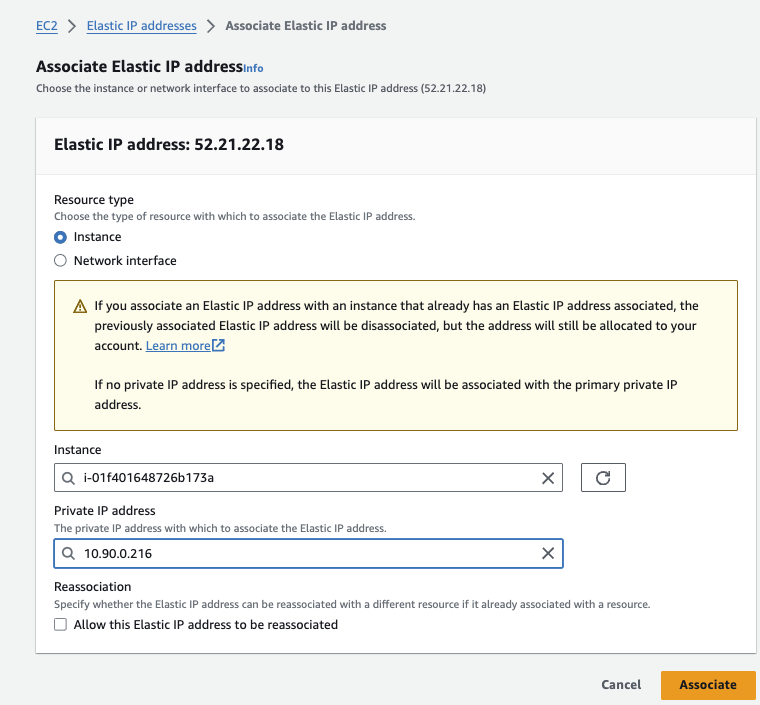 EC2 > Elastic IP addresses > Associate Elastic IP address
Associate Elastic IP address Info
Choose the instance or network interface to associate to this Elastic IP address (52.21.22.18)
Elastic IP address: 52.21.22.18
Resource type
Choose the type of resource with which to associate the Elastic IP address.
Instance
Network interface
If you associate an Elastic IP address with an instance that already has an Elastic IP address associated, the
previously associated Elastic IP address will be disassociated, but the address will still be allocated to your
account. Learn more
If no private IP address is specified, the Elastic IP address will be associated with the primary private IP
address.
Instance
i-01f401648726b173a
Private IP address
The private IP address with which to associate the Elastic IP address.
10.90.0.216
Reassociation
Specify whether the Elastic IP address can be reassociated with a different resource if it already associated with a resource.
Allow this Elastic IP address to be reassociated
Cancel
Associate